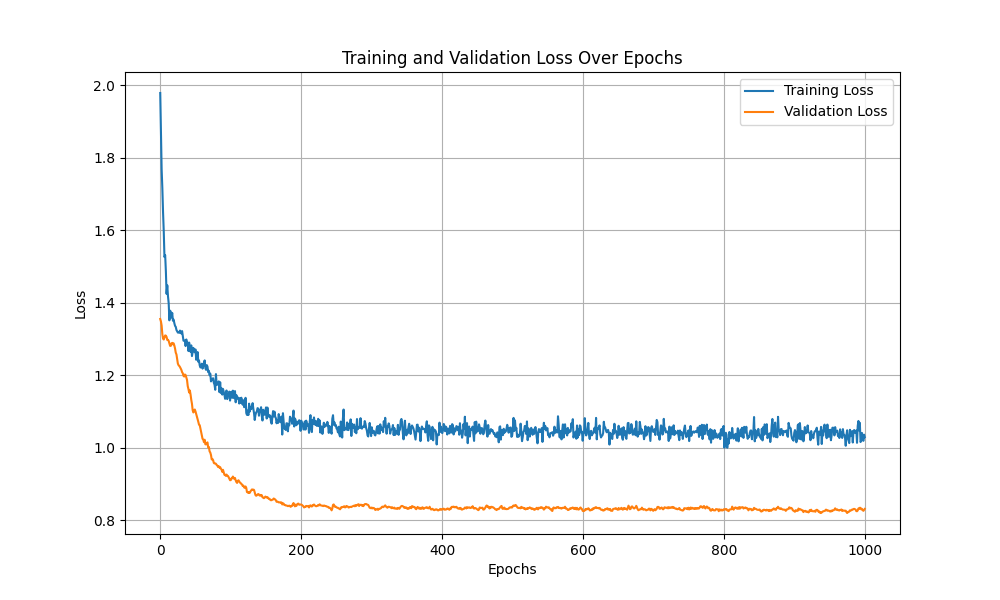 Training and Validation Loss Over Epochs
Training Loss
Validation Loss
2.0
1.8
1.6
1.4
1.2
1.0
0.8
Loss
0
200
400
600
800
1000
Epochs